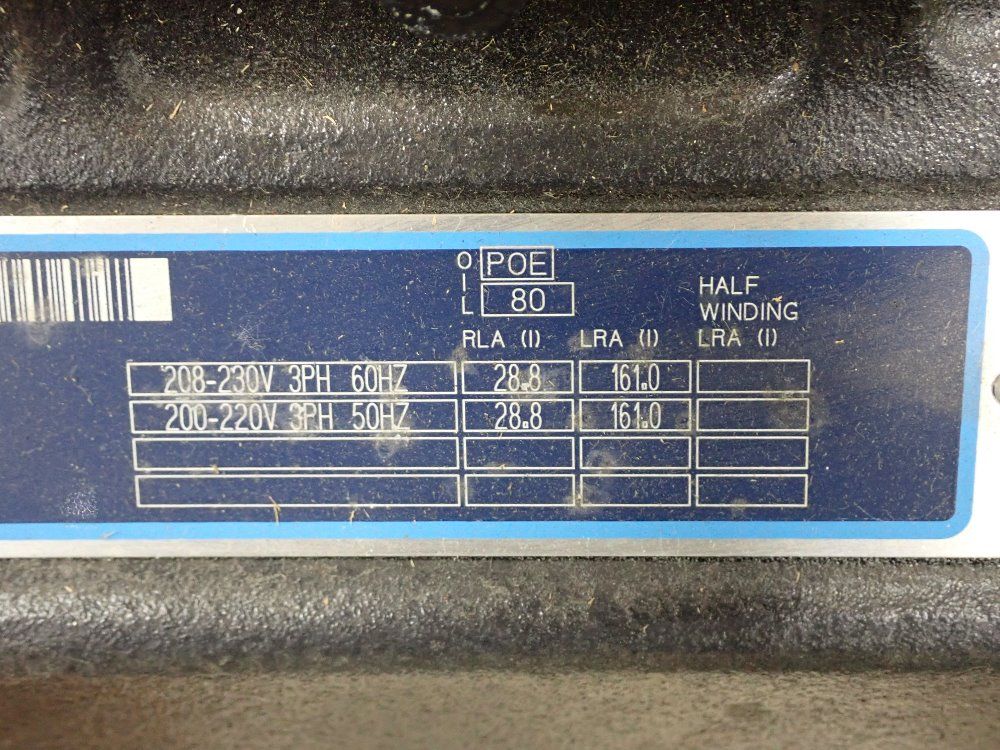 OIL POE
80
HALF
WINDING
RLA (I) LRA (I) LRA (I)
208-230V 3PH 60HZ 28.8 161.0
200-220V 3PH 50HZ 28.8 161.0